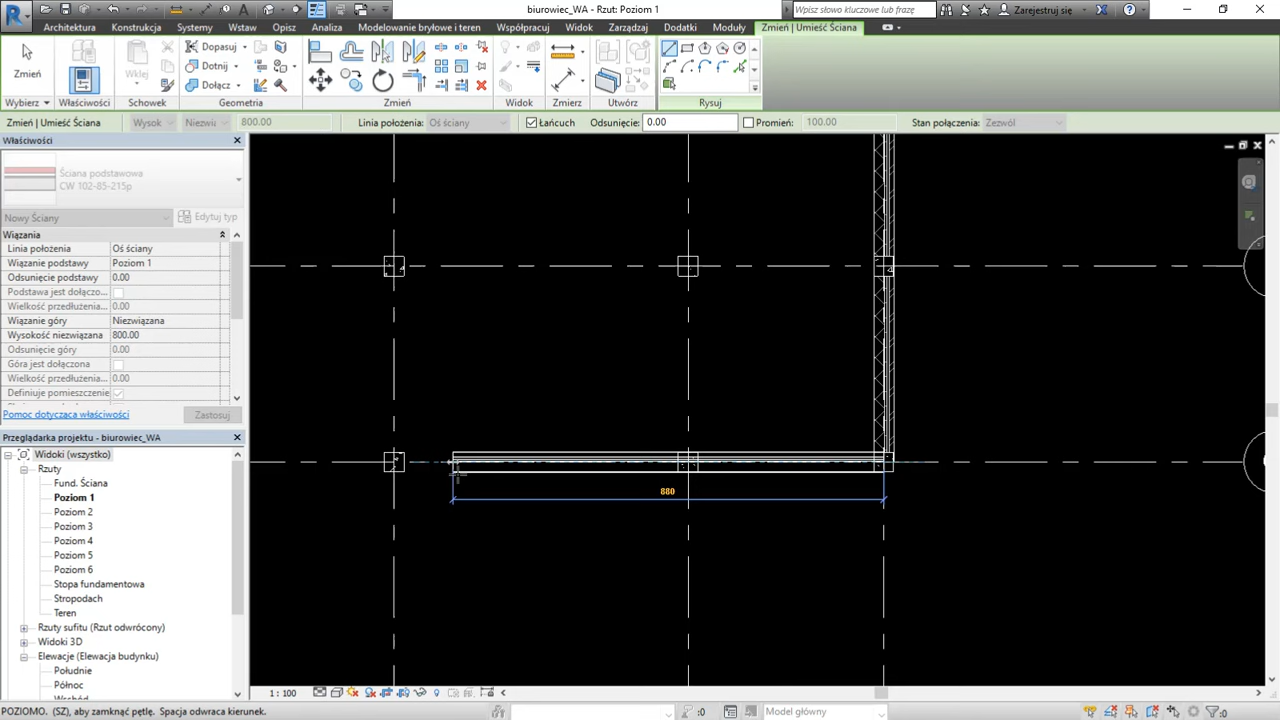 biurowiec_WA - Rzut: Poziom 1
Wpisz słowo kluczowe lub frazę
Zarejestruj się
Architektura Konstrukcja Systemy Wstaw Opisz Analiza Modelowanie bryłowe i teren Współpracuj Widok Zarządzaj Dodatki Moduły Zmień | Umieść Ściana
Zmień
Wklej
Dopasuj
Dotnij
Dołącz
Wybierz Właściwości Schowek Geometria Zmień Widok Zmierz Utwórz Rysuj
Zmień | Umieść Ściana Wysok Niezwią 800.00 Linia położenia: Oś ściany Łańcuch Odsunięcie: 0.00 Promień: 100.00 Stan połączenia: Zezwól
Właściwości
Ściana podstawowa
CW 102-85-215p
Nowy Ściany Edytuj typ
Wiązania
Linia położenia Oś ściany
Wiązanie podstawy Poziom 1
Odsunięcie podstawy 0.00
Podstawa jest dołączo...
Wielkość przedłużenia... 0.00
Wiązanie góry Niezwiązana
Wysokość niezwiązana 800.00
Odsunięcie góry 0.00
Góra jest dołączona
Wielkość przedłużenia... 0.00
Definiuje pomieszczenie
Pomoc dotycząca właściwości Zastosuj
Przeglądarka projektu - biurowiec_WA
Widoki (wszystko)
Rzuty
Fund. Ściana
Poziom 1
Poziom 2
Poziom 3
Poziom 4
Poziom 5
Poziom 6
Stopa fundamentowa
Stropodach
Teren
Rzuty sufitu (Rzut odwrócony)
Widoki 3D
Elewacje (Elewacja budynku)
Południe
Północ
880
1 : 100
POZIOMO. (SZ), aby zamknąć pętlę. Spacja odwraca kierunek.
:0
Model główny
:0